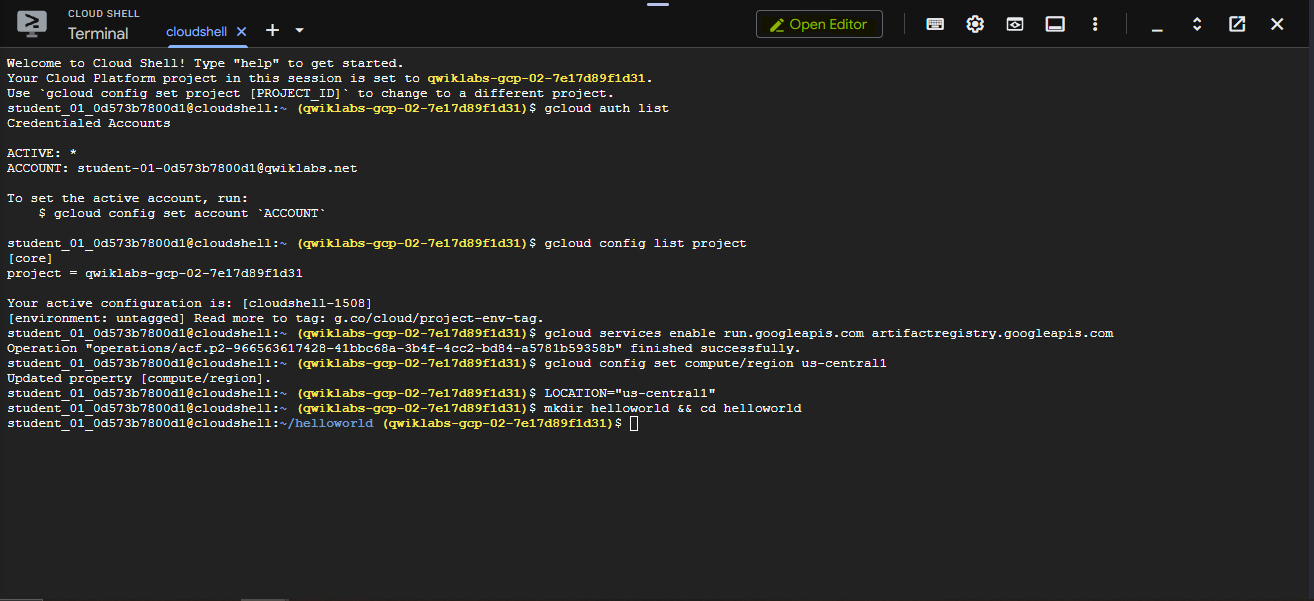 CLOUD SHELL
Terminal
cloudshell
Open Editor
Welcome to Cloud Shell! Type "help" to get started.
Your Cloud Platform project in this session is set to qwiklabs-gcp-02-7e17d89f1d31.
Use `gcloud config set project [PROJECT_ID]` to change to a different project.
student_01_0d573b7800d1@cloudshell:~ (qwiklabs-gcp-02-7e17d89f1d31)$ gcloud auth list
Credentialed Accounts
ACTIVE: *
ACCOUNT: student-01-0d573b7800d1@qwiklabs.net
To set the active account, run:
    $ gcloud config set account `ACCOUNT`
student_01_0d573b7800d1@cloudshell:~ (qwiklabs-gcp-02-7e17d89f1d31)$ gcloud config list project
[core]
project = qwiklabs-gcp-02-7e17d89f1d31
Your active configuration is: [cloudshell-1508]
[environment: untagged] Read more to tag: g.co/cloud/project-env-tag.
student_01_0d573b7800d1@cloudshell:~ (qwiklabs-gcp-02-7e17d89f1d31)$ gcloud services enable run.googleapis.com artifactregistry.googleapis.com
Operation "operations/acf.p2-966563617428-41bbc68a-3b4f-4cc2-bd84-a5781b59358b" finished successfully.
student_01_0d573b7800d1@cloudshell:~ (qwiklabs-gcp-02-7e17d89f1d31)$ gcloud config set compute/region us-central1
Updated property [compute/region].
student_01_0d573b7800d1@cloudshell:~ (qwiklabs-gcp-02-7e17d89f1d31)$ LOCATION="us-central1"
student_01_0d573b7800d1@cloudshell:~ (qwiklabs-gcp-02-7e17d89f1d31)$ mkdir helloworld && cd helloworld
student_01_0d573b7800d1@cloudshell:~/helloworld (qwiklabs-gcp-02-7e17d89f1d31)$